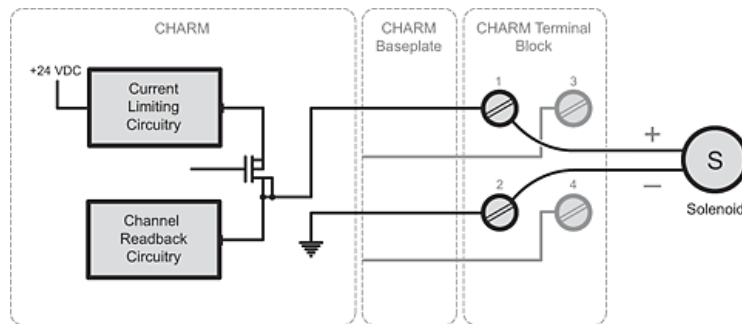 CHARM
CHARM
Baseplate
CHARM Terminal
Block
+24 VDC
Current
Limiting
Circuitry
1
3
+
S
2
4
−
Solenoid
Channel
Readback
Circuitry